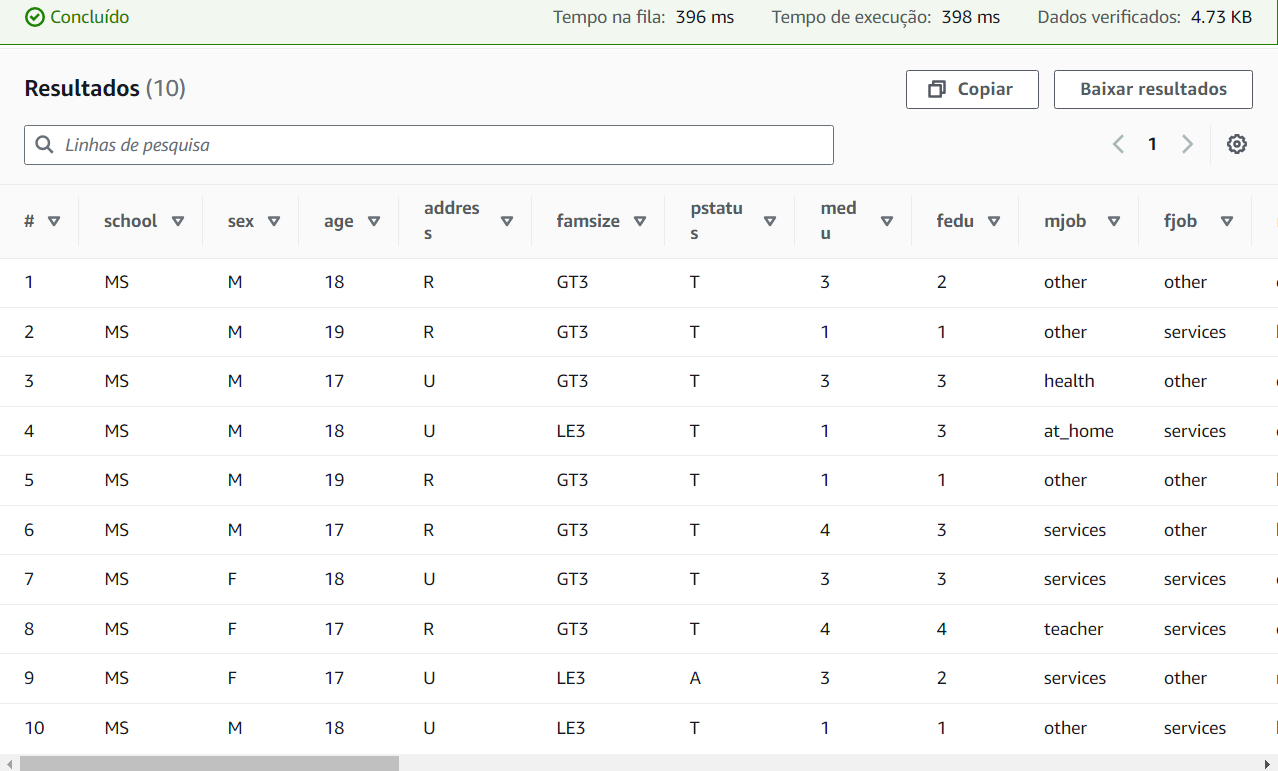 Concluído Tempo na fila: 396 ms Tempo de execução: 398 ms Dados verificados: 4.73 KB
Resultados (10) Copiar Baixar resultados
Linhas de pesquisa 1
# school sex age address famsize pstatus medu fedu mjob fjob
1 MS M 18 R GT3 T 3 2 other other
2 MS M 19 R GT3 T 1 1 other services
3 MS M 17 U GT3 T 3 3 health other
4 MS M 18 U LE3 T 1 3 at_home services
5 MS M 19 R GT3 T 1 1 other other
6 MS M 17 R GT3 T 4 3 services other
7 MS F 18 U GT3 T 3 3 services services
8 MS F 17 R GT3 T 4 4 teacher services
9 MS F 17 U LE3 A 3 2 services other
10 MS M 18 U LE3 T 1 1 other services